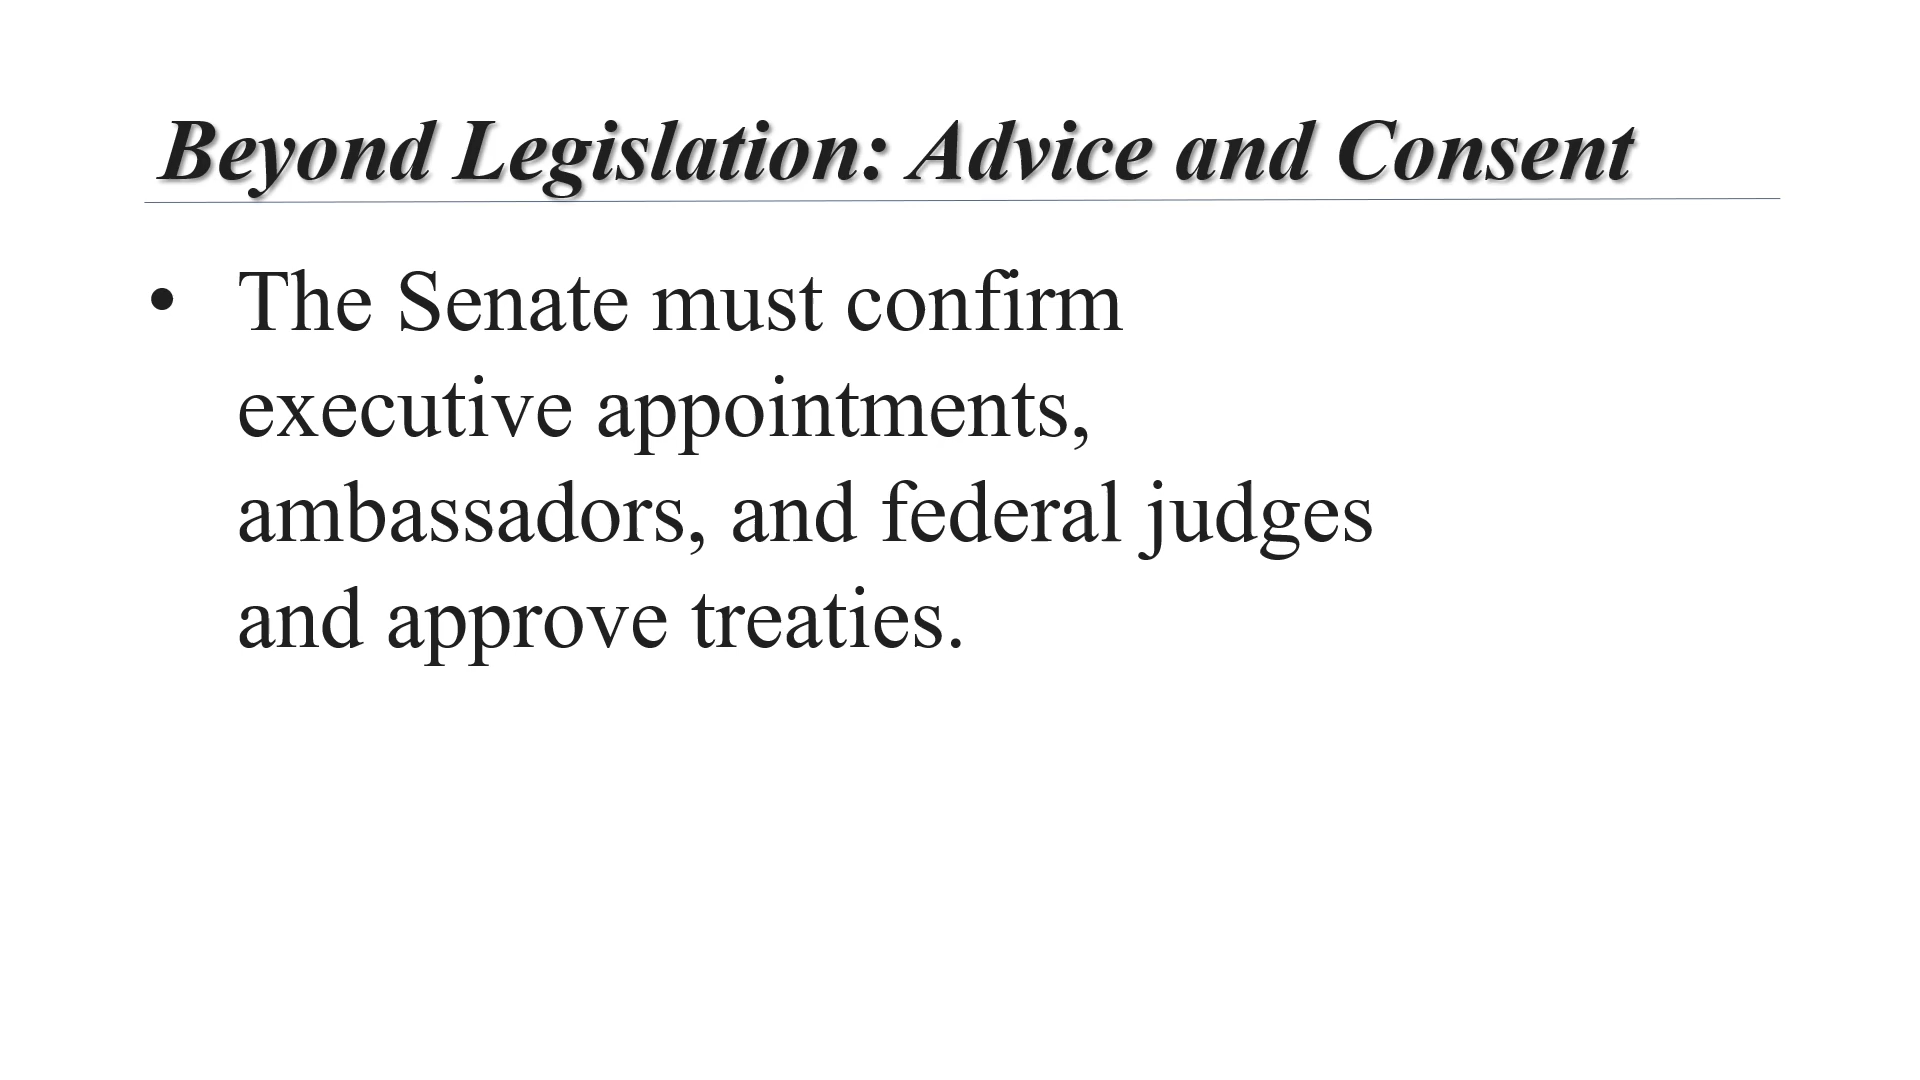 Beyond Legislation: Advice and Consent
• The Senate must confirm
executive appointments,
ambassadors, and federal judges
and approve treaties.